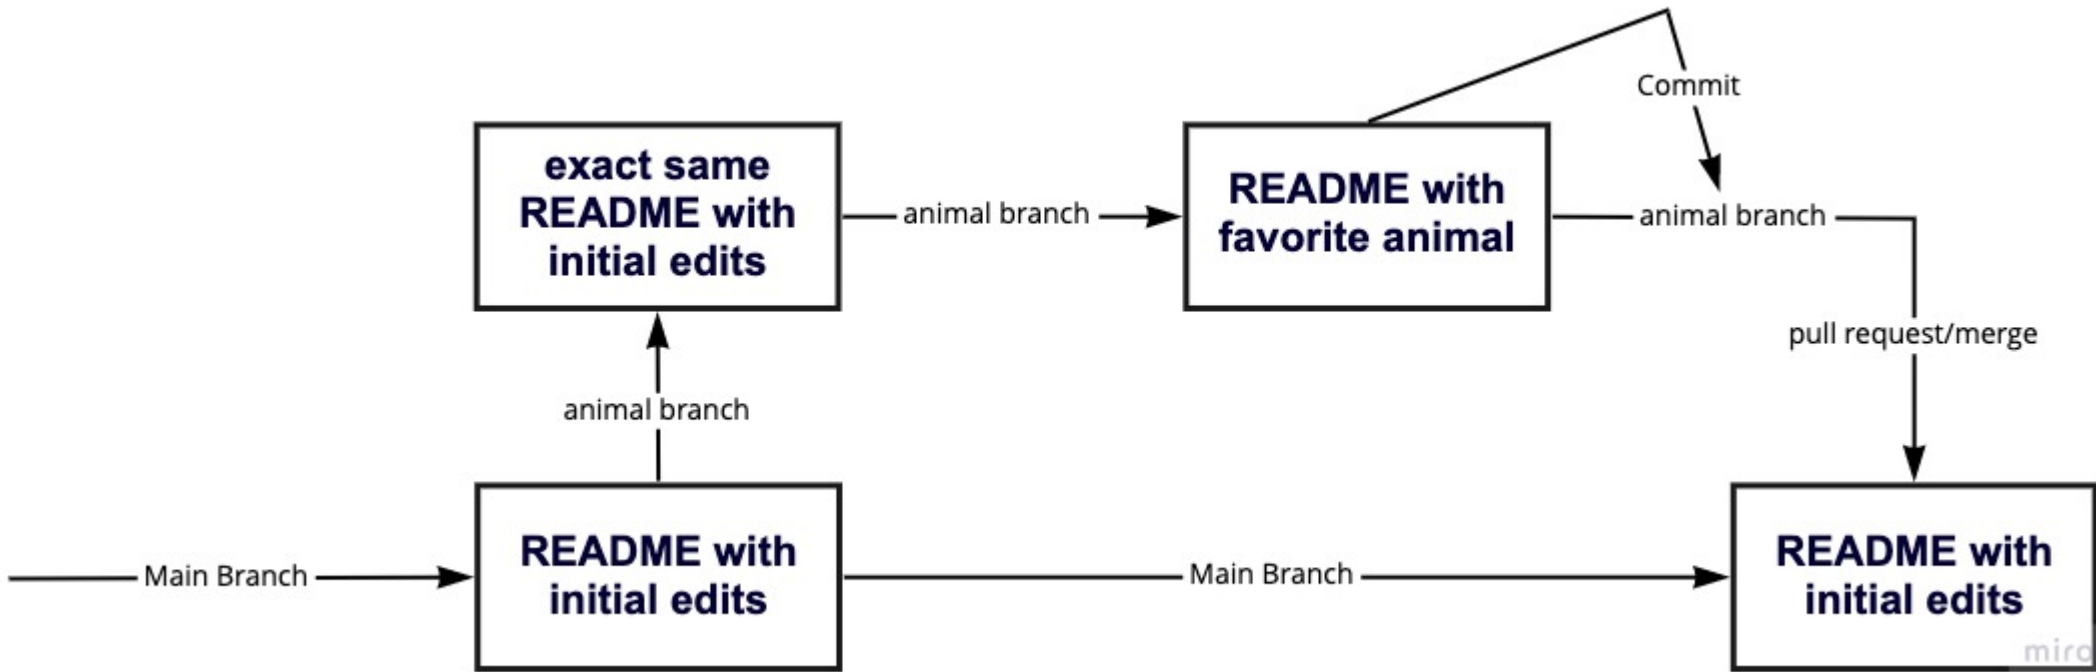 Commit
exact same
README with
initial edits
animal branch
README with
favorite animal
animal branch
pull request/merge
animal branch
Main Branch
README with
initial edits
Main Branch
README with
initial edits
miro